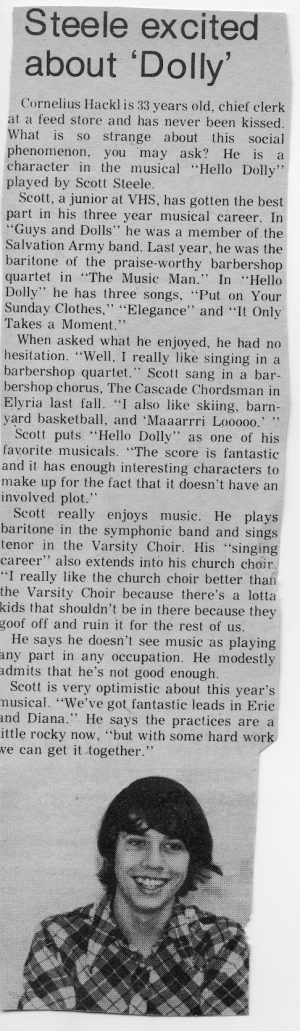 Steele excited
about ‘Dolly’
Cornelius Hackl is 33 years old, chief clerk
at a feed store and has never been kissed.
What is so strange about this social
phenomenon, you may ask? He is a
character in the musical “Hello Dolly”
played by Scott Steele.
Scott, a junior at VHS, has gotten the best
part in his three year musical career. In
“Guys and Dolls” he was a member of the
Salvation Army band. Last year, he was the
baritone of the praise-worthy barbershop
quartet in “The Music Man.” In “Hello
Dolly” he has three songs, “Put on Your
Sunday Clothes,” “Elegance” and “It Only
Takes a Moment.”
When asked what he enjoyed, he had no
hesitation. “Well, I really like singing in a
barbershop quartet.” Scott sang in a bar-
bershop chorus, The Cascade Chordsman in
Elyria last fall. “I also like skiing, barn-
yard basketball, and ‘Maaarrri Looooo.’ ”
Scott puts “Hello Dolly” as one of his
favorite musicals. “The score is fantastic
and it has enough interesting characters to
make up for the fact that it doesn’t have an
involved plot.”
Scott really enjoys music. He plays
baritone in the symphonic band and sings
tenor in the Varsity Choir. His “singing
career” also extends into his church choir.
“I really like the church choir better than
the Varsity Choir because there’s a lotta
kids that shouldn’t be in there because they
goof off and ruin it for the rest of us.
He says he doesn’t see music as playing
any part in any occupation. He modestly
admits that he’s not good enough.
Scott is very optimistic about this year’s
musical. “We’ve got fantastic leads in Eric
and Diana.” He says the practices are a
little rocky now, “but with some hard work
we can get it together.”